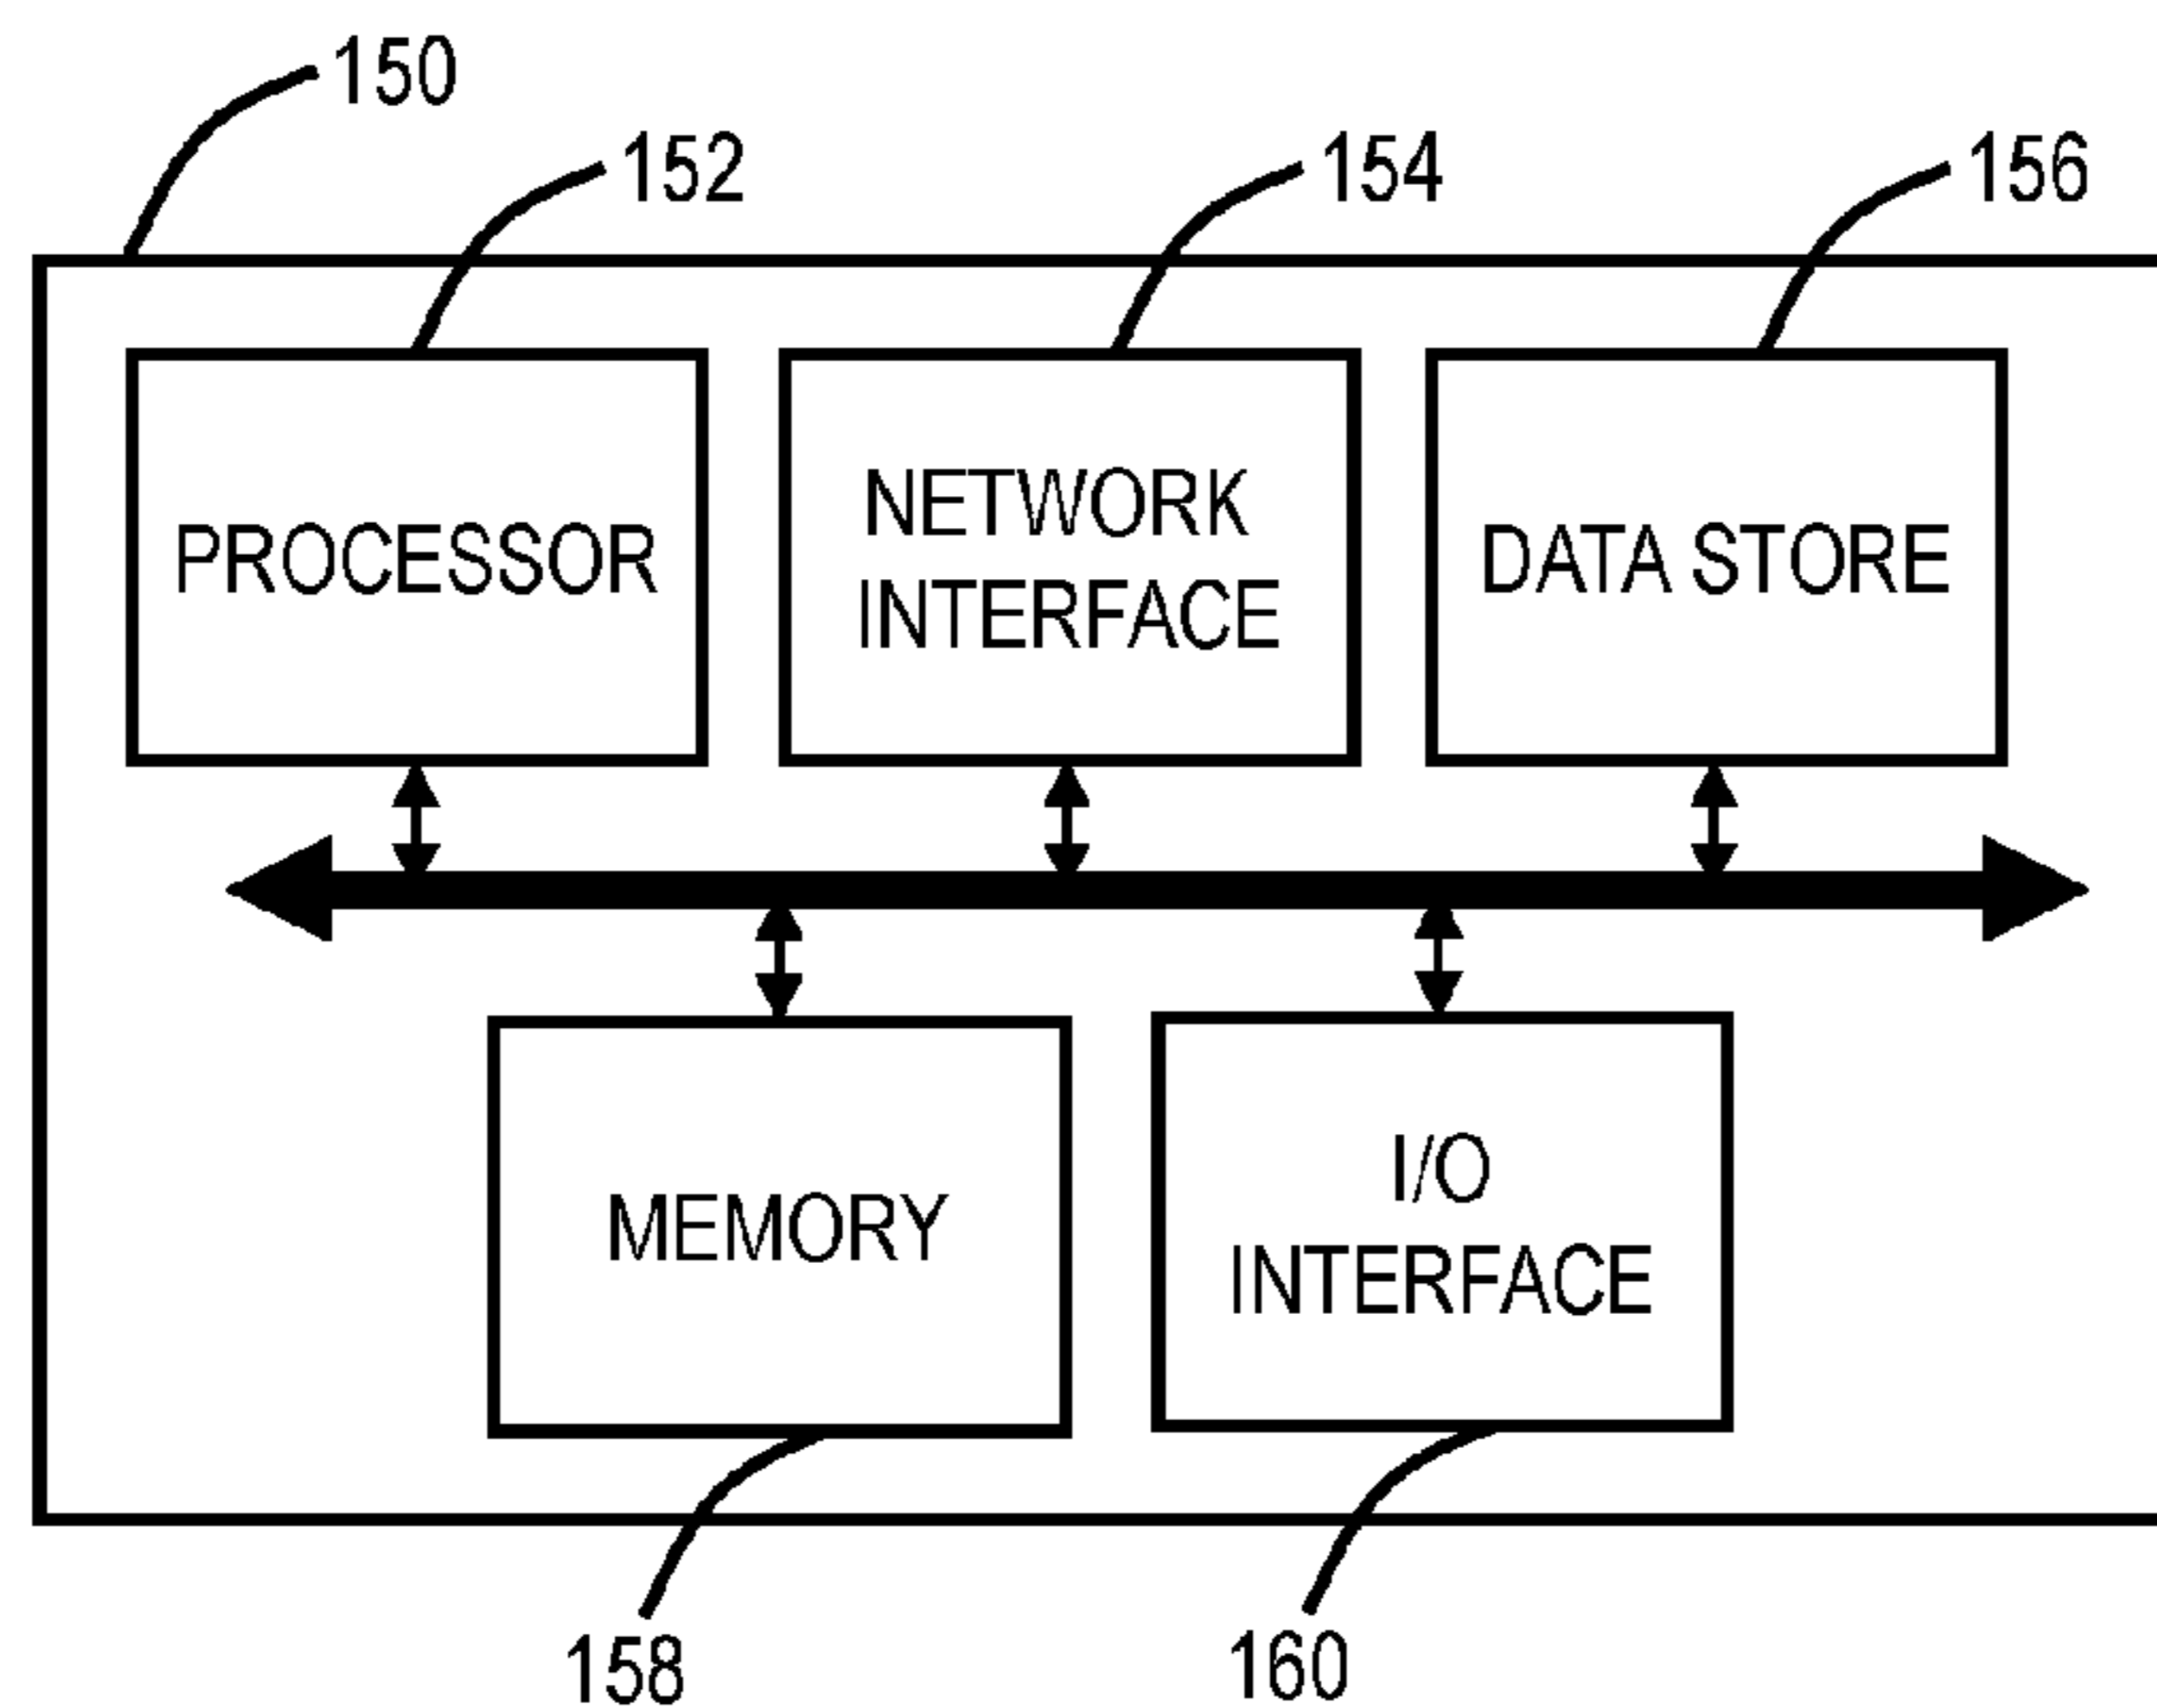 150
152
154
156
PROCESSOR
NETWORK
INTERFACE
DATA STORE
MEMORY
I/O
INTERFACE
158
160